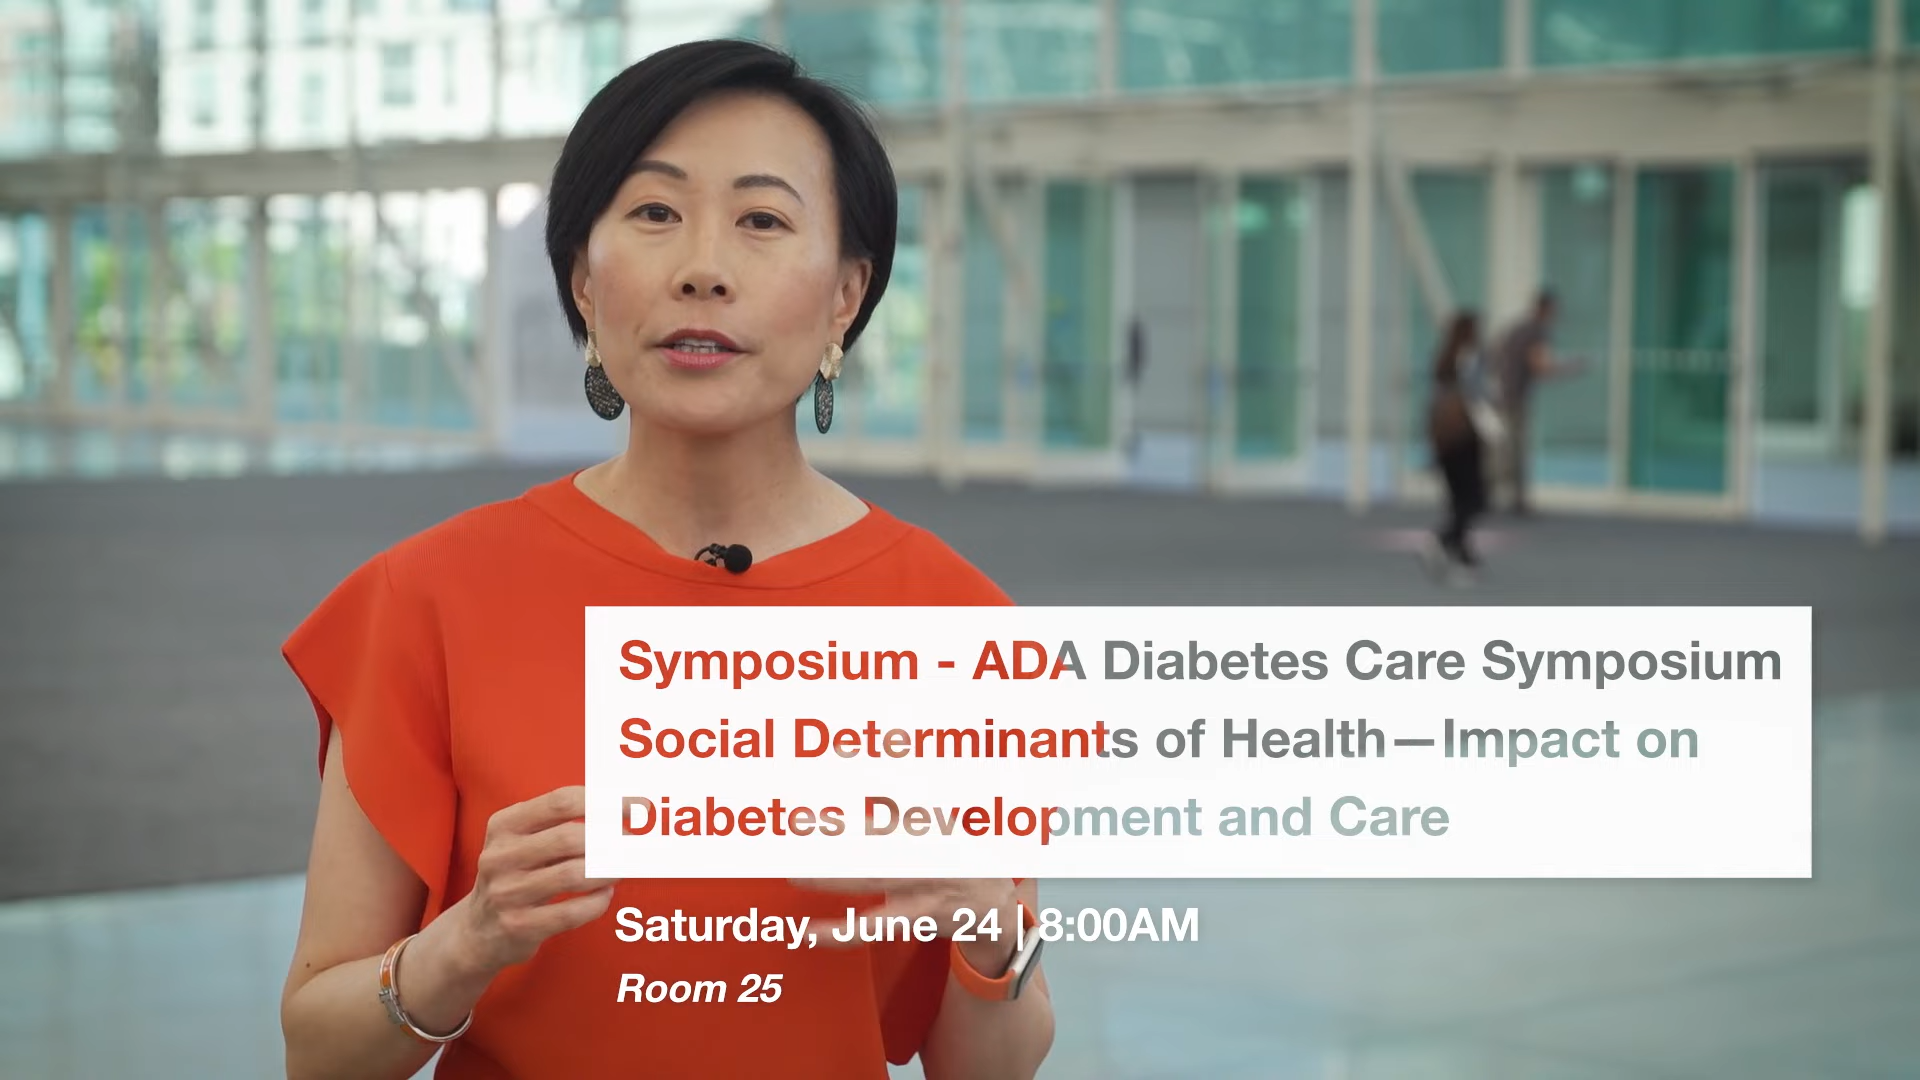 Symposium - ADA Diabetes Care Symposium
Social Determinants of Health—Impact on
Diabetes Development and Care
Saturday, June 24 | 8:00AM
Room 25